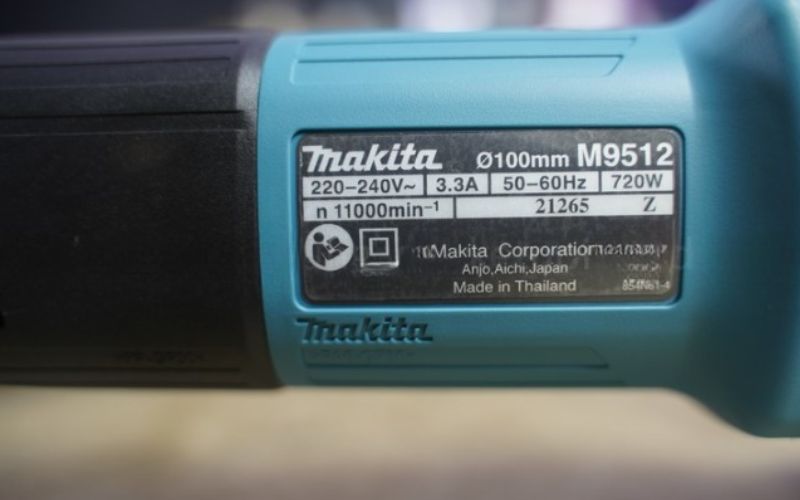 makita Ø100mm M9512
220-240V~ 3.3A 50-60Hz 720W
n 11000min⁻¹ 21265 Z
Makita Corporation
Anjo,Aichi,Japan
Made in Thailand
makita